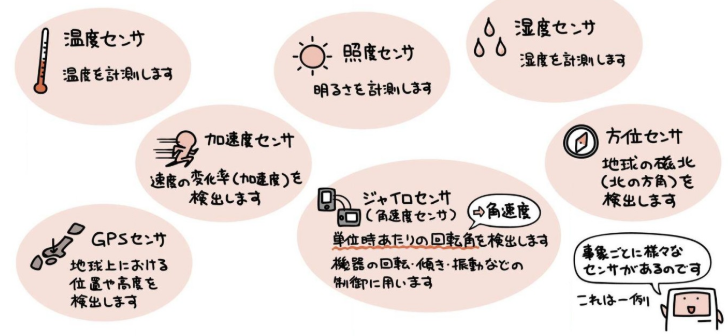 温度センサ
温度を計測します
照度センサ
明るさを計測します
湿度センサ
湿度を計測します
加速度センサ
速度の変化率(加速度)を
検出します
方位センサ
地球の磁北
(北の方角)を
検出します
ジャイロセンサ
(角速度センサ)
⇨角速度
単位時あたりの回転角を検出します
機器の回転・傾き・振動などの
制御に用います
GPSセンサ
地球上における
位置や高度を
検出します
事象ごとに様々な
センサがあるのです
これは一例